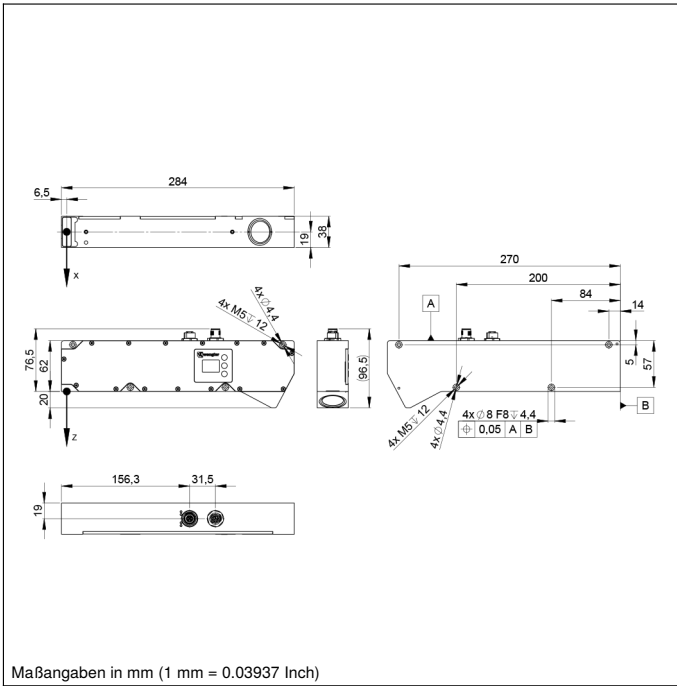 284
6,5
19
38
x
270
200
84
14
A
4x⌀4,4
4x M5↧12
wenglor
76,5
62
20
(96,5)
z
5
57
4x M5↧12
4x⌀4,4
4x ⌀8 F8↧4,4
⌖ 0,05 A B
B
156,3
31,5
19
Maßangaben in mm (1 mm = 0.03937 Inch)